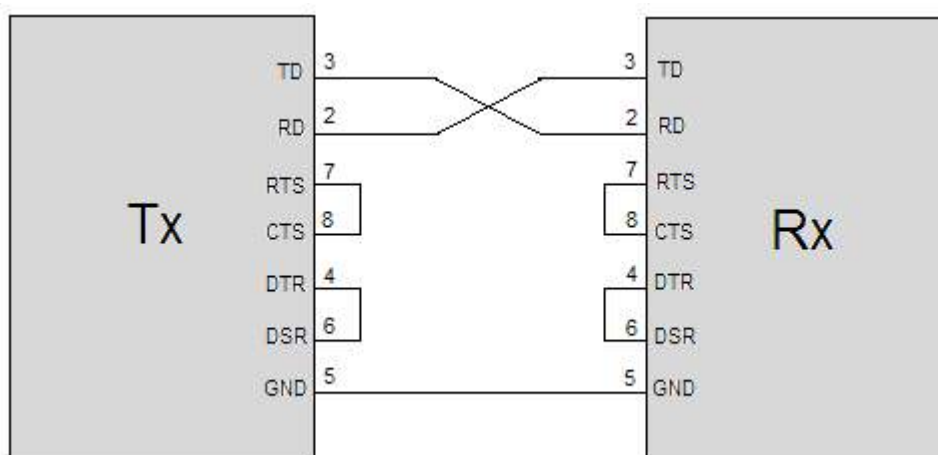 TD 3 3 TD
RD 2 2 RD
RTS 7 7 RTS
Tx Rx
CTS 8 8 CTS
DTR 4 4 DTR
DSR 6 6 DSR
GND 5 5 GND